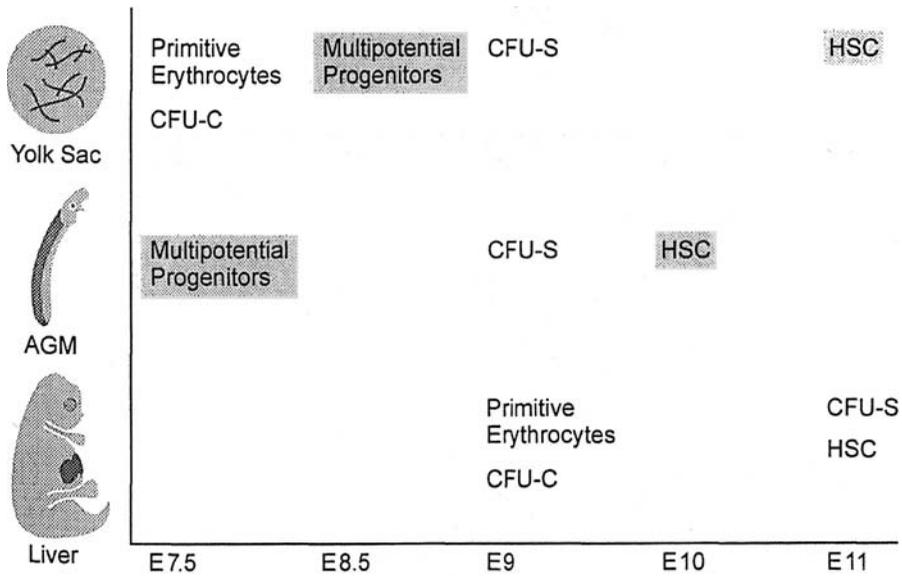 Primitive
Erythrocytes
CFU-C
Multipotential
Progenitors
CFU-S
HSC
Yolk Sac
Multipotential
Progenitors
CFU-S
HSC
AGM
Primitive
Erythrocytes
CFU-C
CFU-S
HSC
Liver
E7.5
E8.5
E9
E10
E11